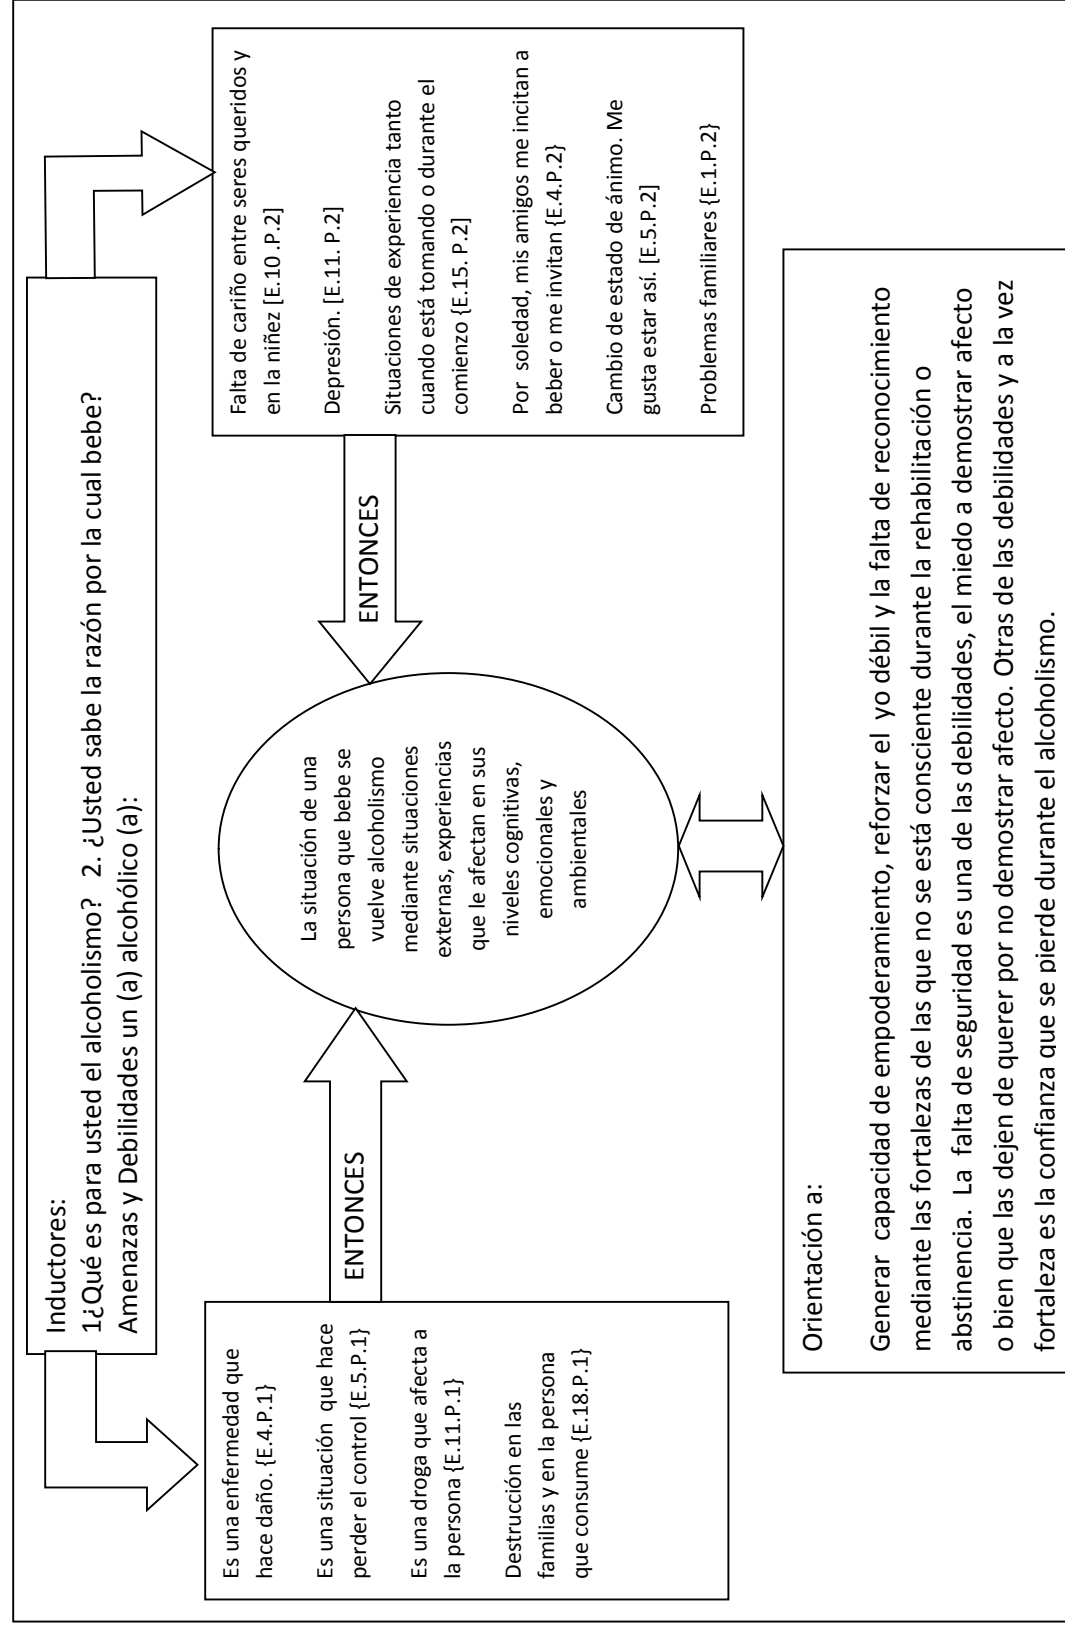 Inductores:
1¿Qué es para usted el alcoholismo? 2. ¿Usted sabe la razón por la cual bebe?
Amenazas y Debilidades un (a) alcohólico (a):
Es una enfermedad que
hace daño. {E.4.P.1}
Es una situación que hace
perder el control {E.5.P.1}
Es una droga que afecta a
la persona {E.11.P.1}
Destrucción en las
familias y en la persona
que consume {E.18.P.1}
ENTONCES
La situación de una
persona que bebe se
vuelve alcoholismo
mediante situaciones
externas, experiencias
que le afectan en sus
niveles cognitivas,
emocionales y
ambientales
ENTONCES
Falta de cariño entre seres queridos y
en la niñez [E.10 .P.2]
Depresión. [E.11. P.2]
Situaciones de experiencia tanto
cuando está tomando o durante el
comienzo {E.15. P.2]
Por soledad, mis amigos me incitan a
beber o me invitan {E.4.P.2}
Cambio de estado de ánimo. Me
gusta estar así. [E.5.P.2]
Problemas familiares {E.1.P.2}
Orientación a:
Generar capacidad de empoderamiento, reforzar el yo débil y la falta de reconocimiento
mediante las fortalezas de las que no se está consciente durante la rehabilitación o
abstinencia. La falta de seguridad es una de las debilidades, el miedo a demostrar afecto
o bien que las dejen de querer por no demostrar afecto. Otras de las debilidades y a la vez
fortaleza es la confianza que se pierde durante el alcoholismo.